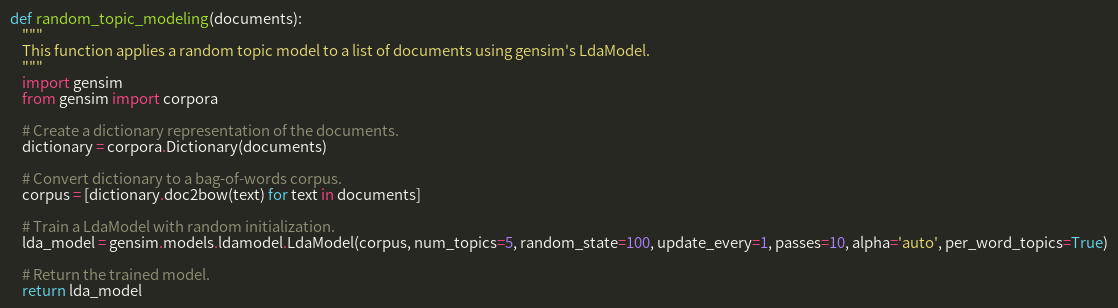 def random_topic_modeling(documents):
"""
This function applies a random topic model to a list of documents using gensim's LdaModel.
"""
import gensim
from gensim import corpora
# Create a dictionary representation of the documents.
dictionary = corpora.Dictionary(documents)
# Convert dictionary to a bag-of-words corpus.
corpus = [dictionary.doc2bow(text) for text in documents]
# Train a LdaModel with random initialization.
lda_model = gensim.models.ldamodel.LdaModel(corpus, num_topics=5, random_state=100, update_every=1, passes=10, alpha='auto', per_word_topics=True)
# Return the trained model.
return lda_model